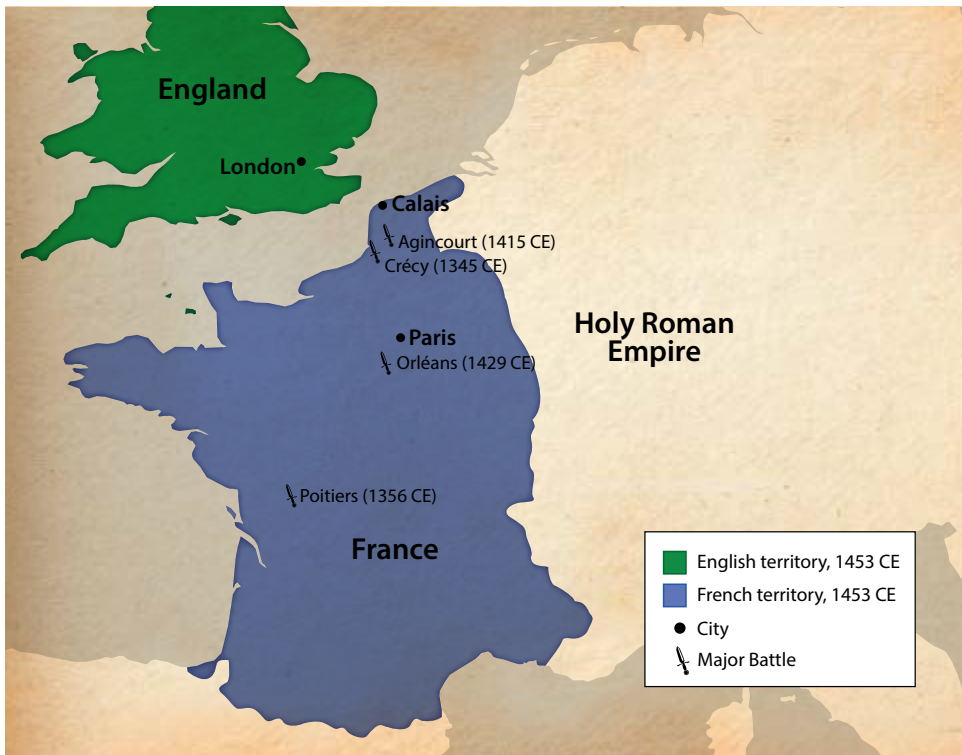 England
London
Calais
Agincourt (1415 CE)
Crécy (1345 CE)
Holy Roman
Empire
Paris
Orléans (1429 CE)
Poitiers (1356 CE)
France
English territory, 1453 CE
French territory, 1453 CE
City
Major Battle